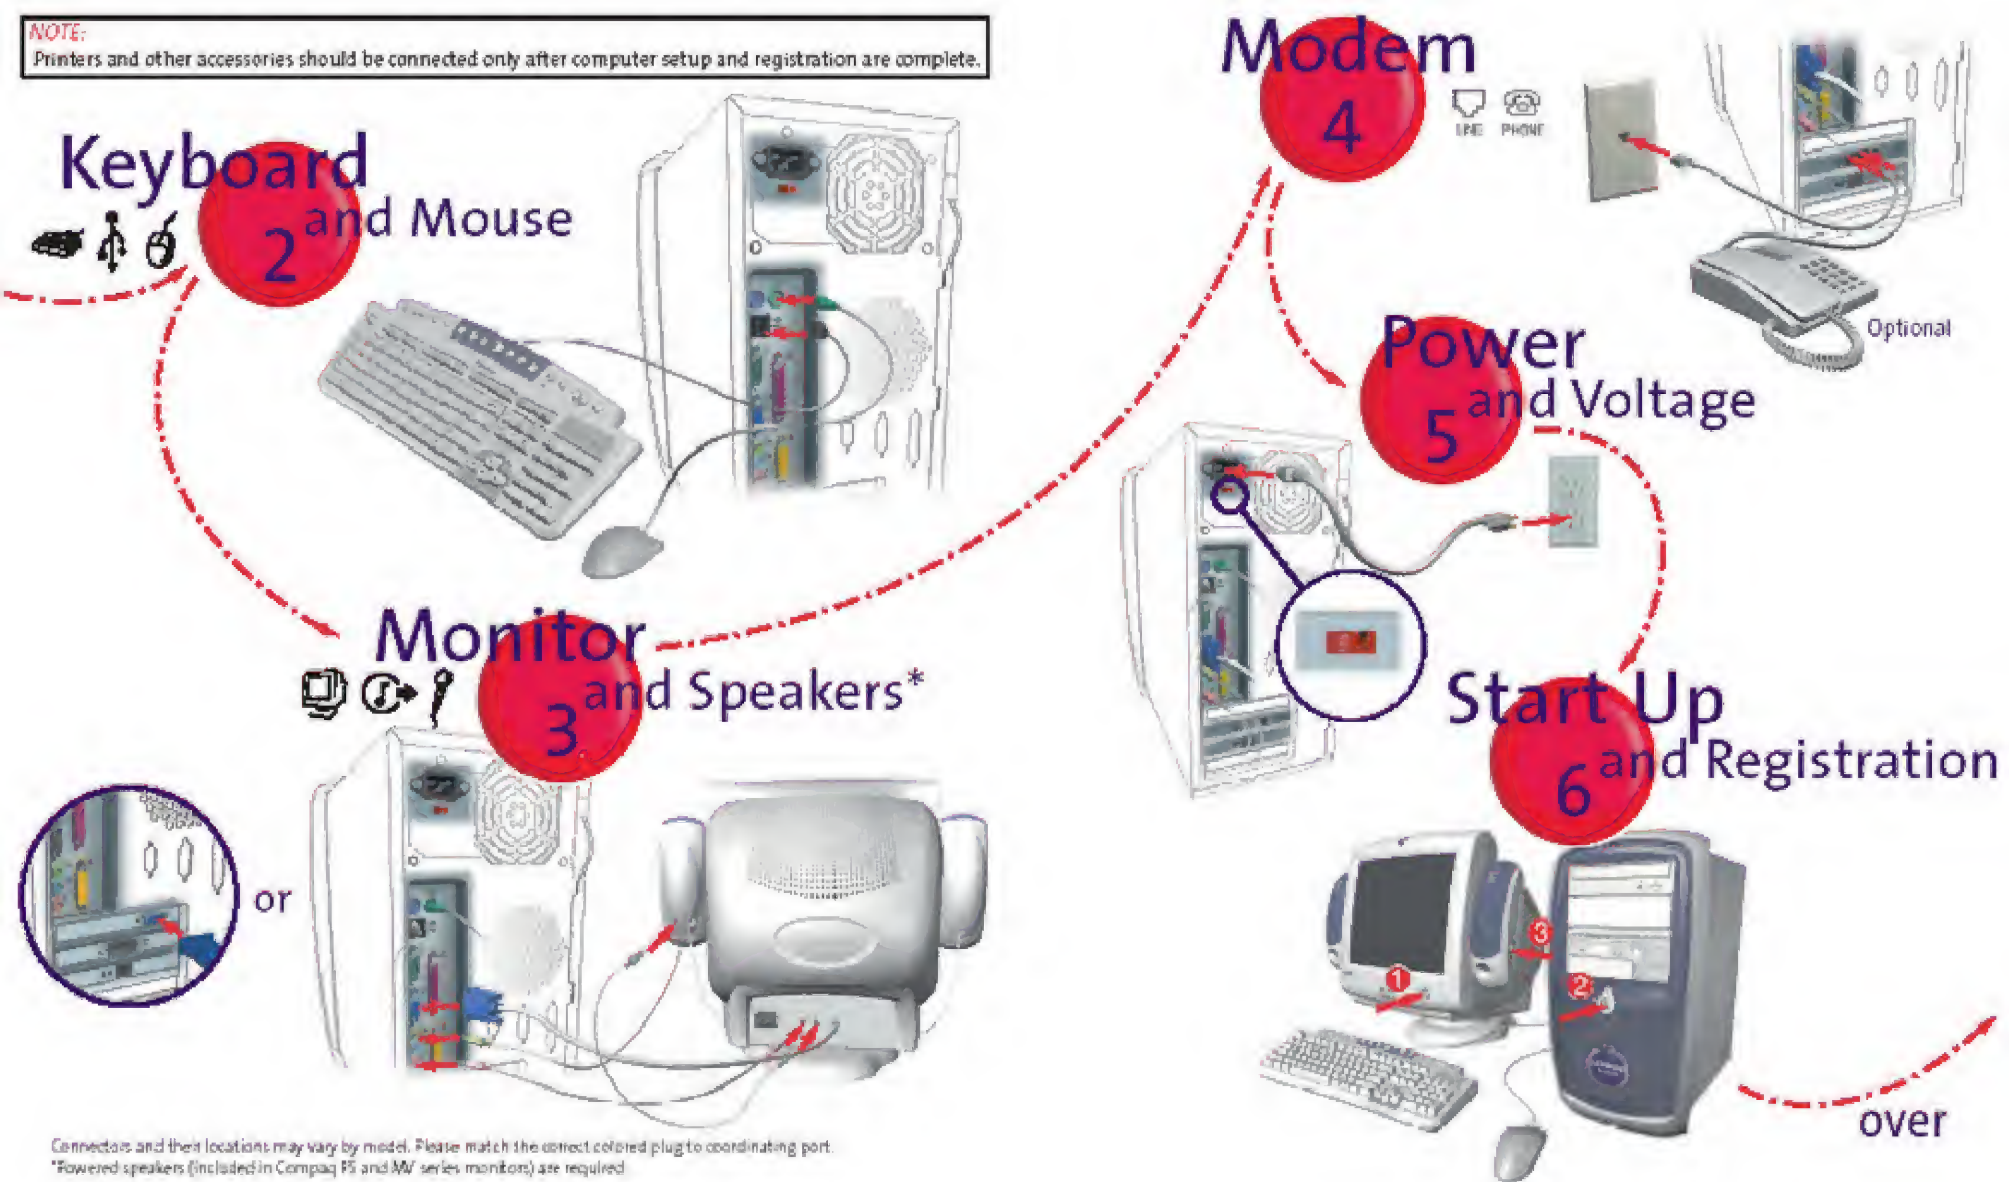 NOTE:
Printers and other accessories should be connected only after computer setup and registration are complete.
Keyboard
and Mouse
2
Monitor
and Speakers*
3
or
Connectors and their locations may vary by model. Please match the correct colored plug to coordinating port.
*Powered speakers (included in Compaq FS and MV series monitors) are required
Modem
4
LINE PHONE
Optional
Power
and Voltage
5
Start Up
and Registration
6
1
2
3
over